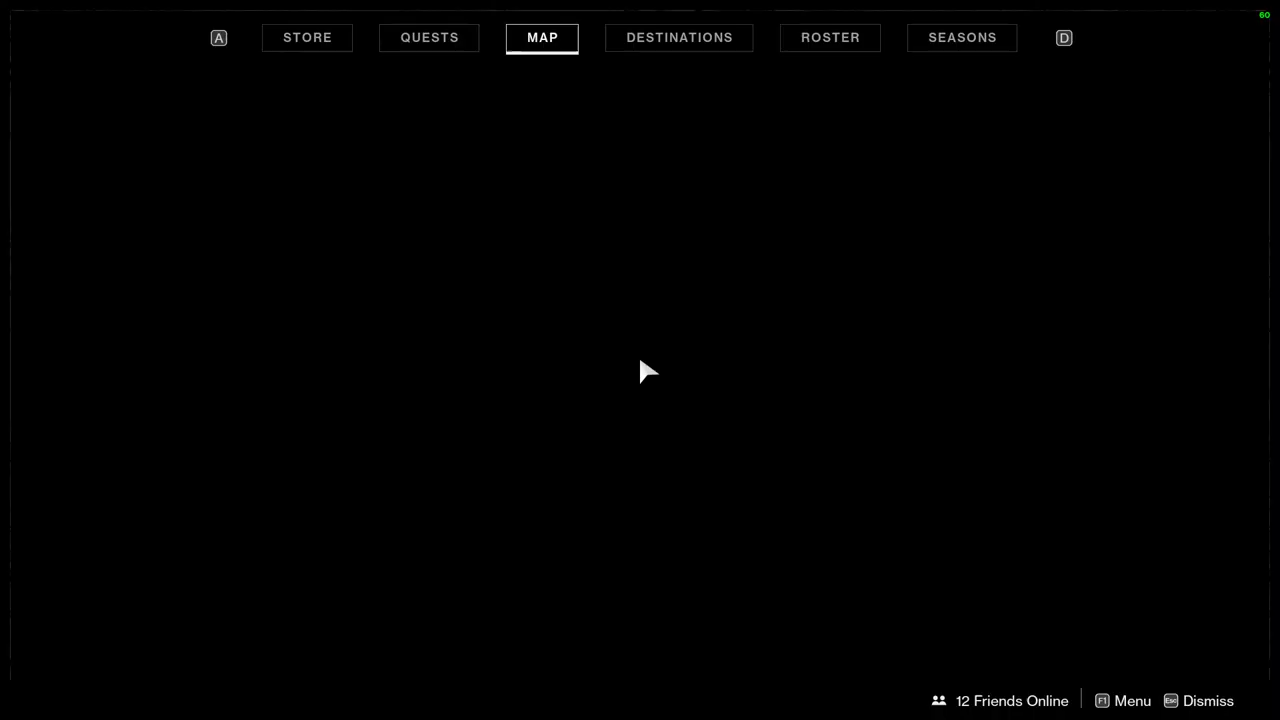 60
A STORE QUESTS MAP DESTINATIONS ROSTER SEASONS D
12 Friends Online F1 Menu Esc Dismiss